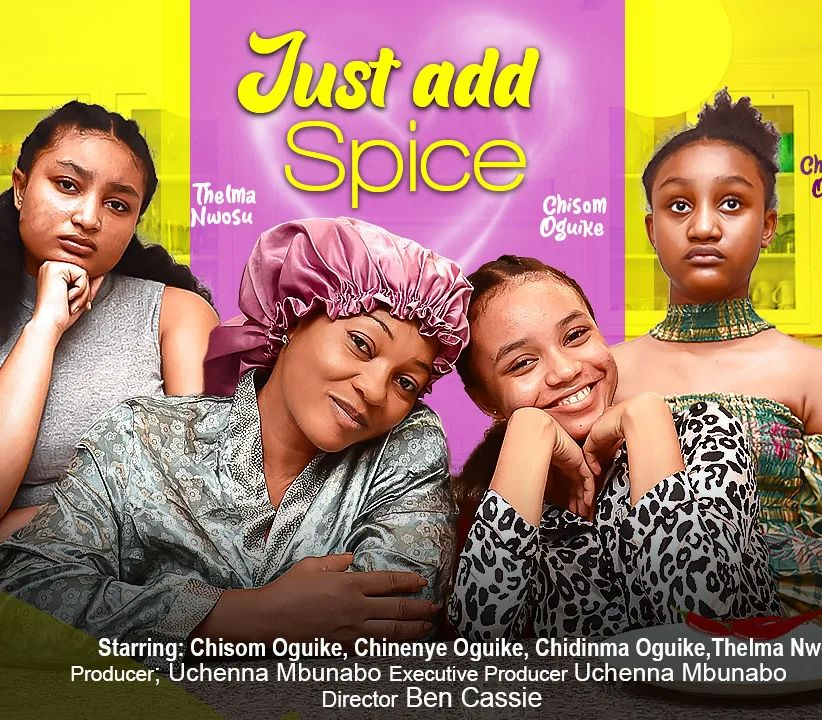 Just add
Spice
Thelma
Nwosu
Chisom
Oguike
Starring: Chisom Oguike, Chinenye Oguike, Chidinma Oguike,Thelma Nw
Producer; Uchenna Mbunabo Executive Producer Uchenna Mbunabo
Director Ben Cassie